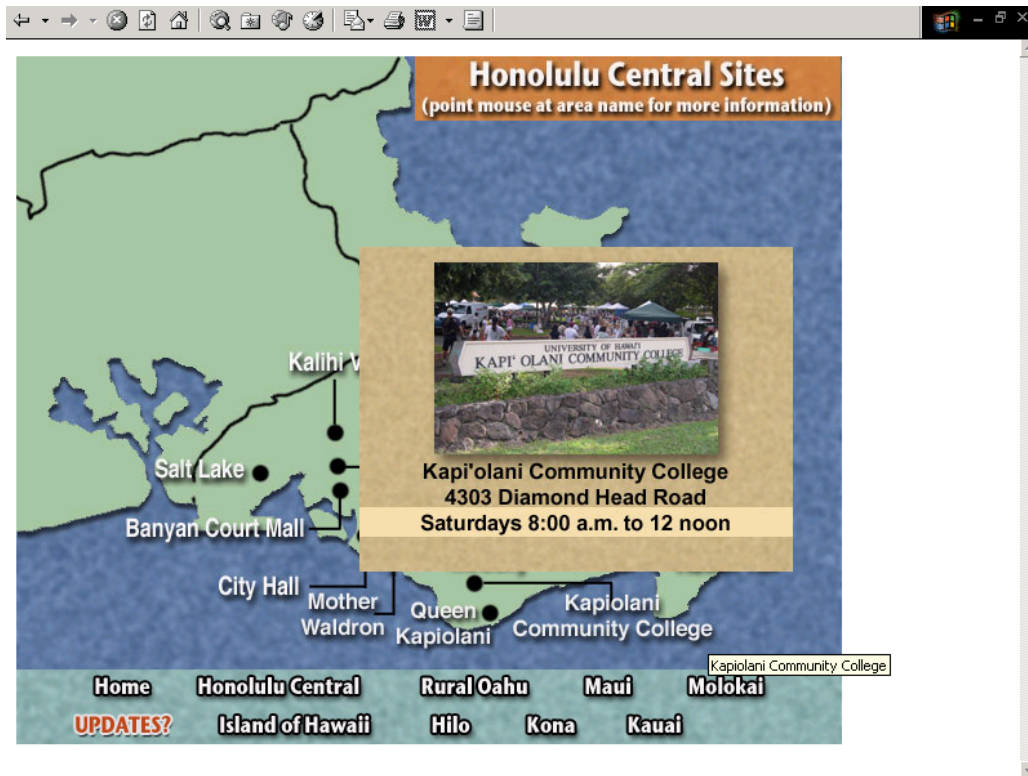 Honolulu Central Sites
(point mouse at area name for more information)
UNIVERSITY OF HAWAI'I
KAPI' OLANI COMMUNITY COLLEGE
Kapi'olani Community College
4303 Diamond Head Road
Saturdays 8:00 a.m. to 12 noon
Kalihi V
Salt Lake
Banyan Court Mall
City Hall
Mother
Waldron
Queen
Kapiolani
Kapiolani
Community College
Kapiolani Community College
Home Honolulu Central Rural Oahu Maui Molokai
UPDATES? Island of Hawaii Hilo Kona Kauai